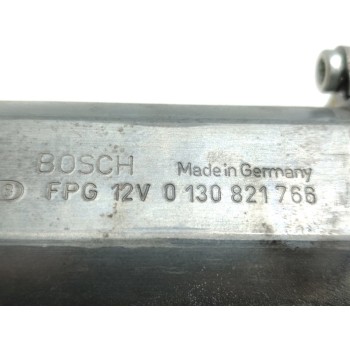 BOSCH Made in Germany
FPG 12V 0 130 821 766